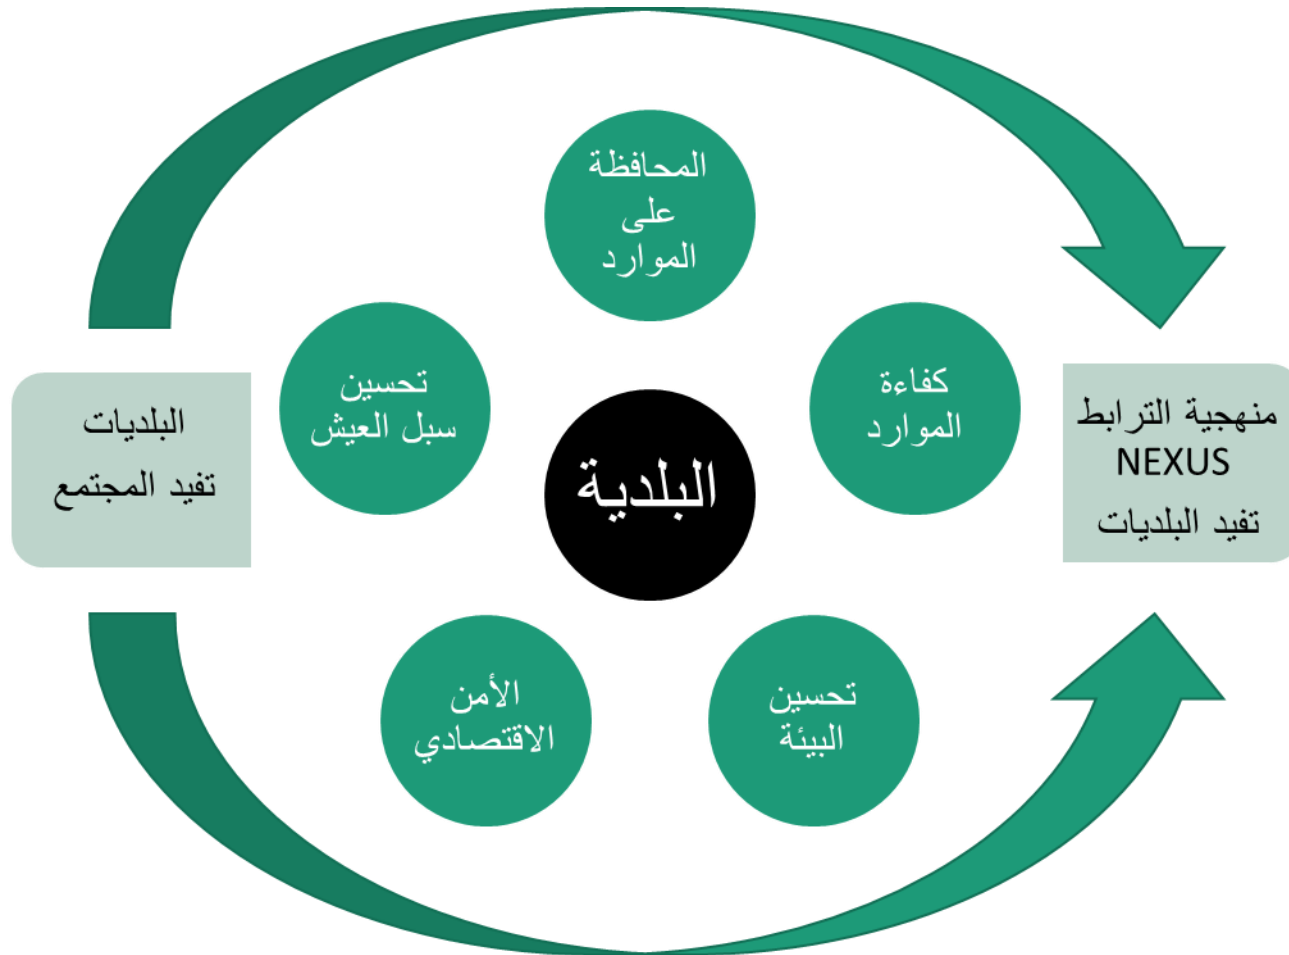 المحافظة
على
الموارد
كفاءة
الموارد
تحسين
سبل العيش
البلدية
منهجية الترابط
NEXUS
تفيد البلديات
البلديات
تفيد المجتمع
تحسين
البيئة
الأمن
الاقتصادي